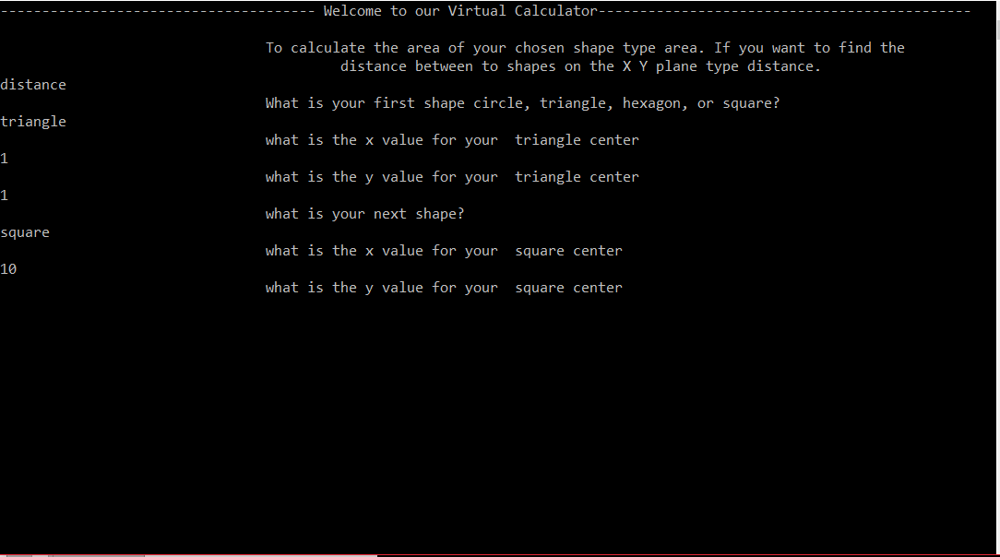 -------------------------------------- Welcome to our Virtual Calculator---------------------------------------------
To calculate the area of your chosen shape type area. If you want to find the
distance between to shapes on the X Y plane type distance.
distance
What is your first shape circle, triangle, hexagon, or square?
triangle
what is the x value for your  triangle center
1
what is the y value for your  triangle center
1
what is your next shape?
square
what is the x value for your  square center
10
what is the y value for your  square center